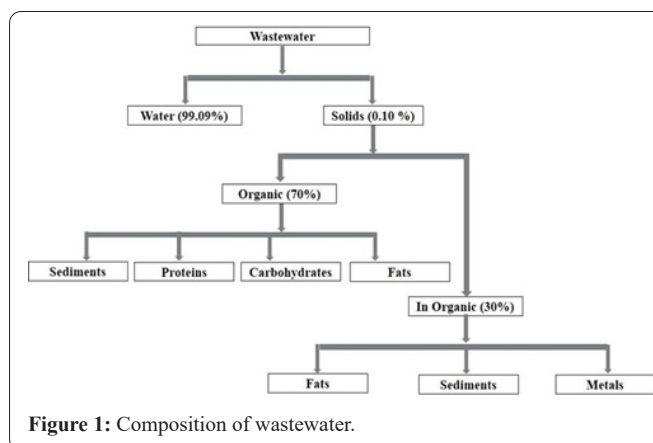 Wastewater
Water (99.09%)
Solids (0.10 %)
Organic (70%)
Sediments
Proteins
Carbohydrates
Fats
In Organic (30%)
Fats
Sediments
Metals
Figure 1: Composition of wastewater.